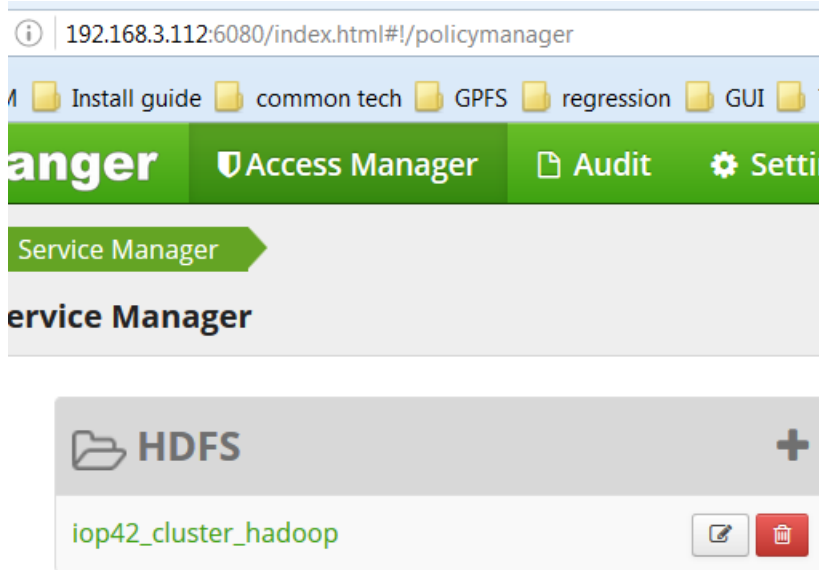 192.168.3.112:6080/index.html#!/policymanager
Install guide common tech GPFS regression GUI
anger Access Manager Audit Setti
Service Manager
ervice Manager
HDFS
iop42_cluster_hadoop